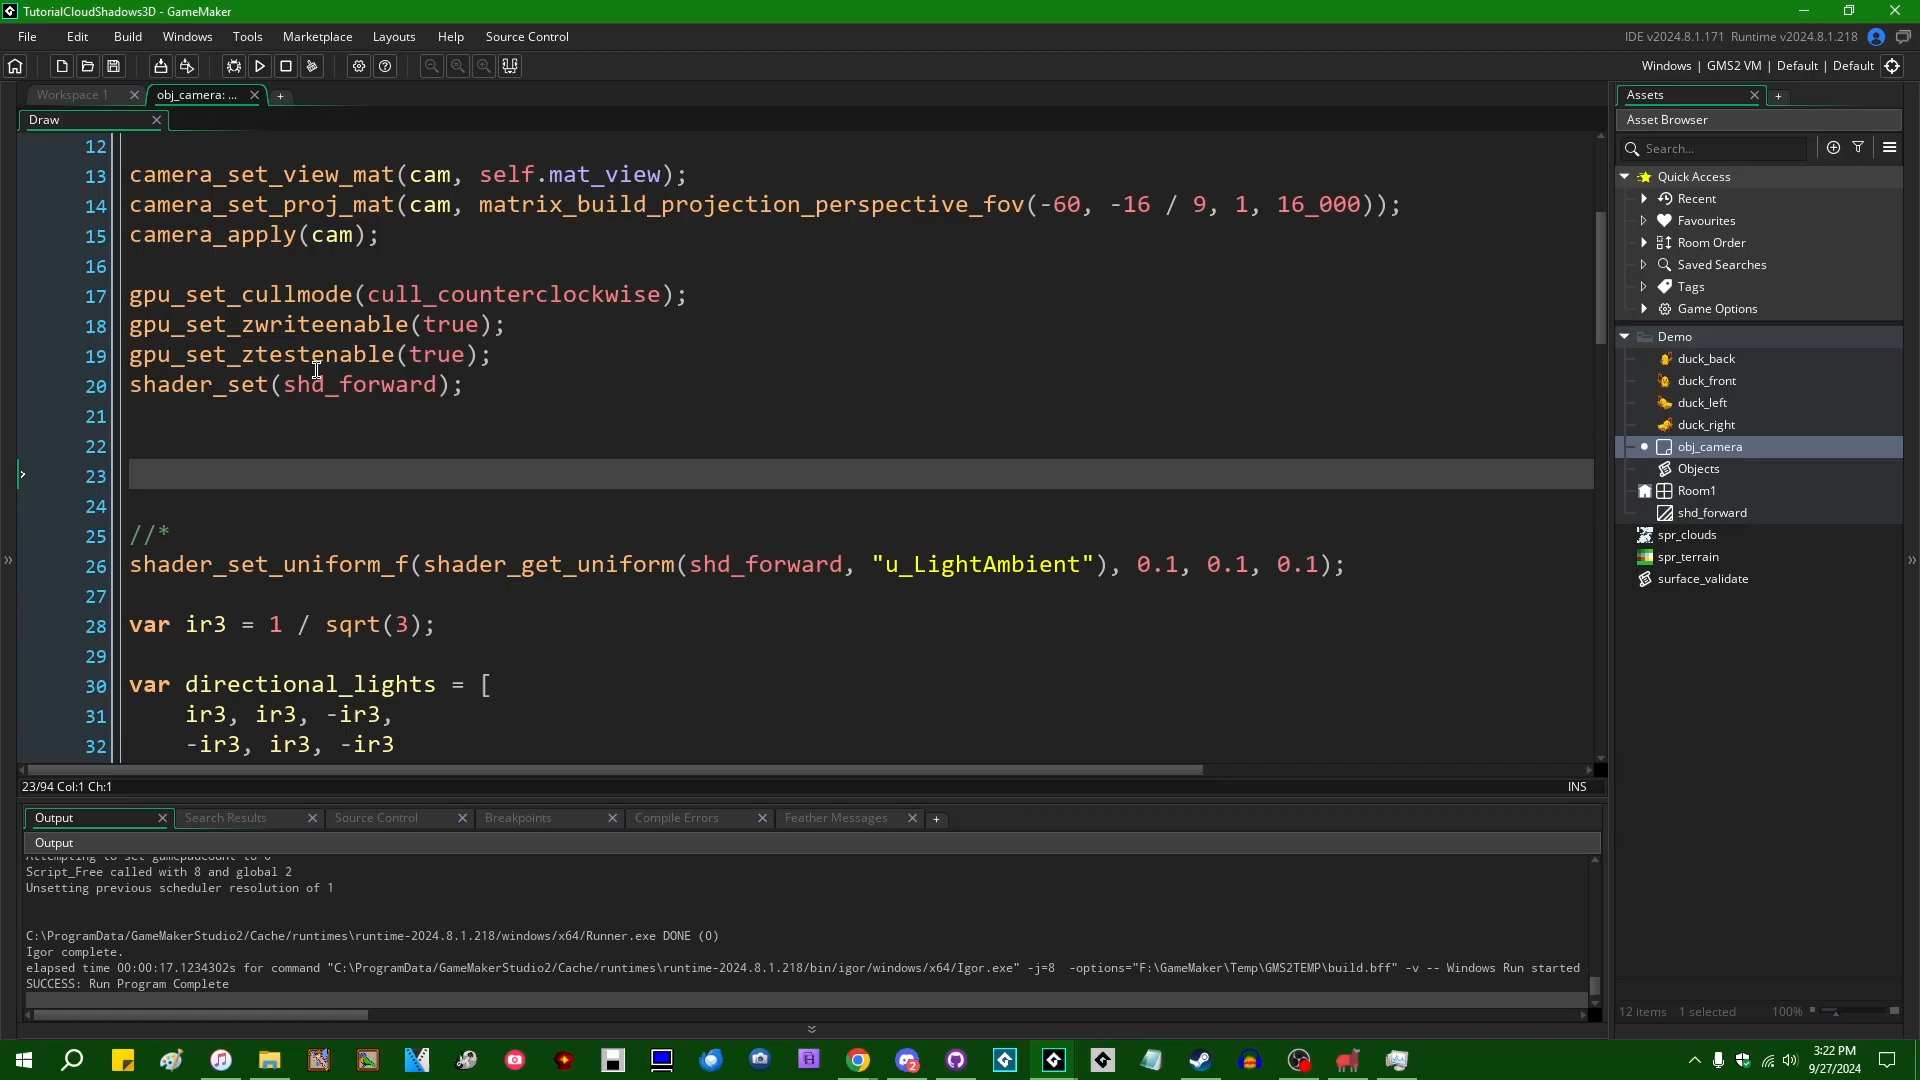 TutorialCloudShadows3D - GameMaker
File Edit Build Windows Tools Marketplace Layouts Help Source Control
IDE v2024.8.1.171 Runtime v2024.8.1.218
Windows | GMS2 VM | Default | Default
Workspace 1
obj_camera: ...
Draw
12
13 camera_set_view_mat(cam, self.mat_view);
14 camera_set_proj_mat(cam, matrix_build_projection_perspective_fov(-60, -16 / 9, 1, 16_000));
15 camera_apply(cam);
16
17 gpu_set_cullmode(cull_counterclockwise);
18 gpu_set_zwriteenable(true);
19 gpu_set_ztestenable(true);
20 shader_set(shd_forward);
21
22
23
24
25 //*
26 shader_set_uniform_f(shader_get_uniform(shd_forward, "u_LightAmbient"), 0.1, 0.1, 0.1);
27
28 var ir3 = 1 / sqrt(3);
29
30 var directional_lights = [
31 ir3, ir3, -ir3,
32 -ir3, ir3, -ir3
23/94 Col:1 Ch:1
INS
Output Search Results Source Control Breakpoints Compile Errors Feather Messages
Output
Attempting to set gamepadcount to 0
Script_Free called with 8 and global 2
Unsetting previous scheduler resolution of 1
C:\ProgramData/GameMakerStudio2/Cache/runtimes\runtime-2024.8.1.218/windows/x64/Runner.exe DONE (0)
Igor complete.
elapsed time 00:00:17.1234302s for command "C:\ProgramData/GameMakerStudio2/Cache/runtimes\runtime-2024.8.1.218/bin/igor/windows/x64/Igor.exe" -j=8 -options="F:\GameMaker\Temp\GMS2TEMP\build.bff" -v -- Windows Run started
SUCCESS: Run Program Complete
Assets
Asset Browser
Search...
Quick Access
Recent
Favourites
Room Order
Saved Searches
Tags
Game Options
Demo
duck_back
duck_front
duck_left
duck_right
obj_camera
Objects
Room1
shd_forward
spr_clouds
spr_terrain
surface_validate
12 items 1 selected 100%
3:22 PM
9/27/2024